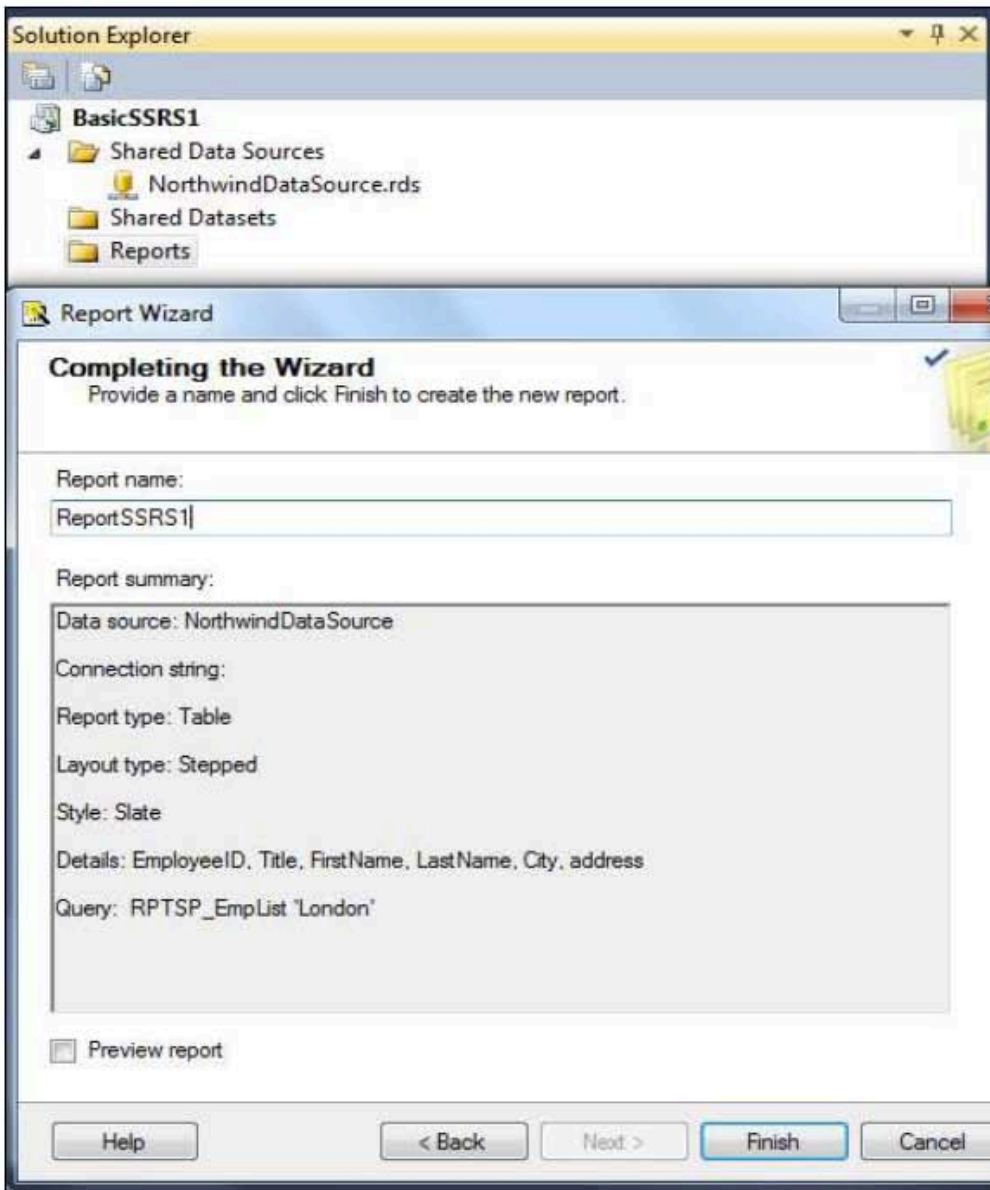 Solution Explorer
BasicSSRS1
Shared Data Sources
NorthwindDataSource.rds
Shared Datasets
Reports
Report Wizard
Completing the Wizard
Provide a name and click Finish to create the new report.
Report name:
ReportSSRS1
Report summary:
Data source: NorthwindDataSource
Connection string:
Report type: Table
Layout type: Stepped
Style: Slate
Details: EmployeeID, Title, FirstName, LastName, City, address
Query:  RPTSP_EmpList 'London'
Preview report
Help
< Back
Next >
Finish
Cancel